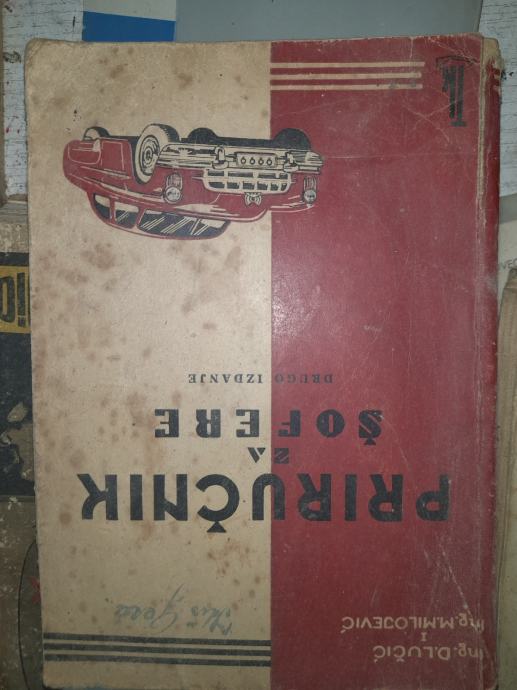 Ing. D. LUČIĆ
I
Ing. M. MILOJEVIĆ
PRIRUČNIK
ZA
ŠOFERE
DRUGO IZDANJE